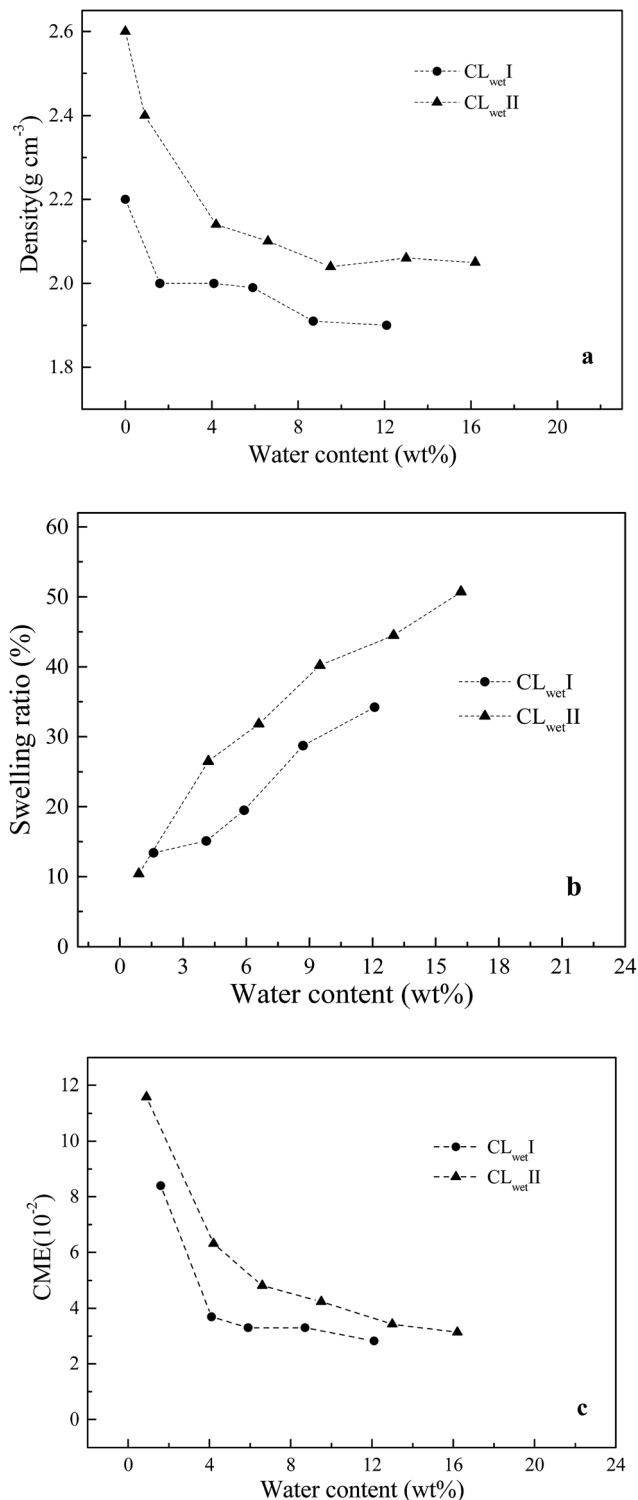 2.6
2.4
2.2
2.0
1.8
Density(g cm⁻³)
CLwetI
CLwetII
a
0 4 8 12 16 20
Water content (wt%)
60
50
40
30
20
10
0
Swelling ratio (%)
CLwetI
CLwetII
b
0 3 6 9 12 15 18 21 24
Water content (wt%)
12
10
8
6
4
2
0
CME(10⁻²)
CLwetI
CLwetII
c
0 4 8 12 16 20 24
Water content (wt%)